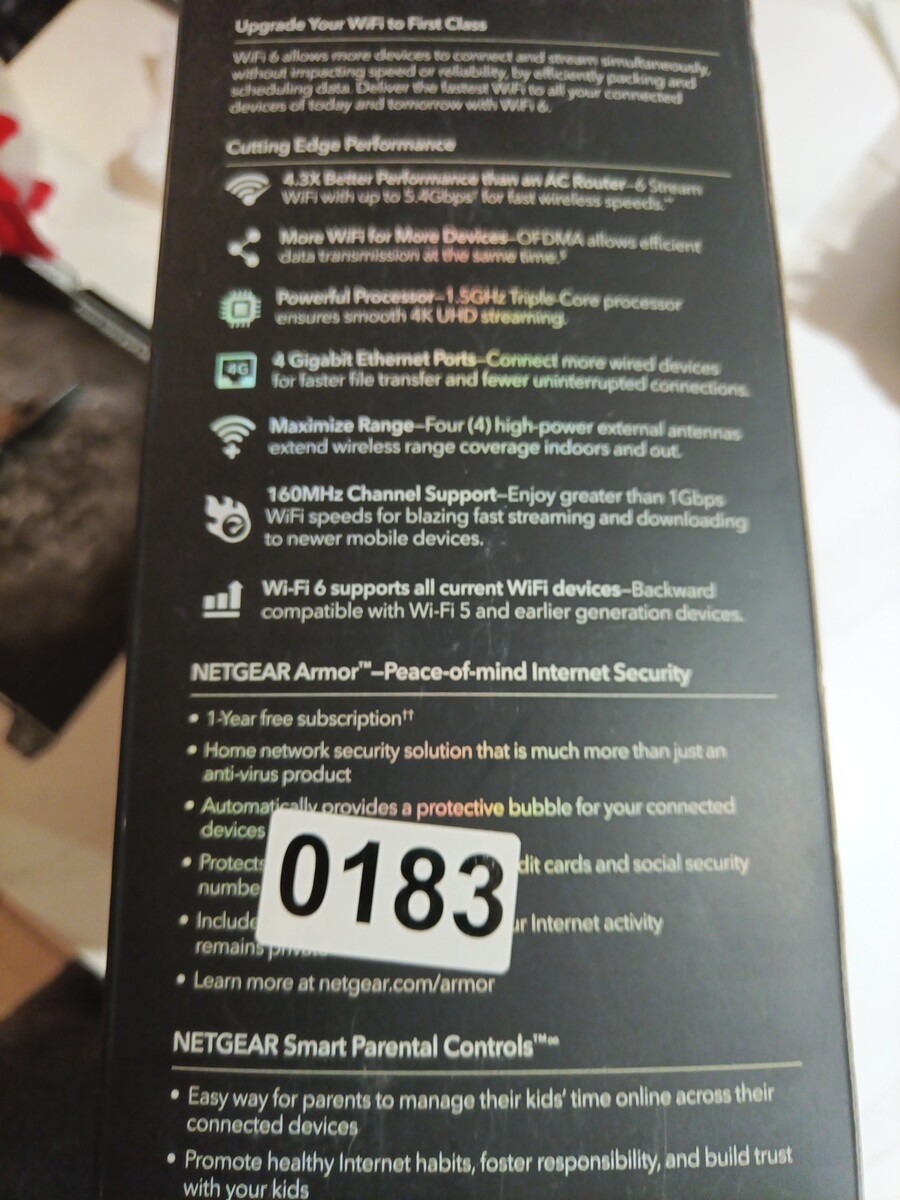 Upgrade Your WiFi to First Class
WiFi 6 allows more devices to connect and stream simultaneously,
without impacting speed or reliability, by efficiently packing and
scheduling data. Deliver the fastest WiFi to all your connected
devices of today and tomorrow with WiFi 6.
Cutting Edge Performance
4.3X Better Performance than an AC Router–6 Stream
WiFi with up to 5.4Gbps† for fast wireless speeds.**
More WiFi for More Devices–OFDMA allows efficient
data transmission at the same time.§
Powerful Processor–1.5GHz Triple-Core processor
ensures smooth 4K UHD streaming.
4G
4 Gigabit Ethernet Ports–Connect more wired devices
for faster file transfer and fewer uninterrupted connections.
Maximize Range–Four (4) high-power external antennas
extend wireless range coverage indoors and out.
160MHz Channel Support–Enjoy greater than 1Gbps
WiFi speeds for blazing fast streaming and downloading
to newer mobile devices.
Wi-Fi 6 supports all current WiFi devices–Backward
compatible with Wi-Fi 5 and earlier generation devices.
NETGEAR Armor™–Peace-of-mind Internet Security
• 1-Year free subscription††
• Home network security solution that is much more than just an
anti-virus product
• Automatically provides a protective bubble for your connected
devices
• Protects dit cards and social security
numbe
• Include ur Internet activity
remains private
• Learn more at netgear.com/armor
0183
NETGEAR Smart Parental Controls™∞
• Easy way for parents to manage their kids' time online across their
connected devices
• Promote healthy Internet habits, foster responsibility, and build trust
with your kids